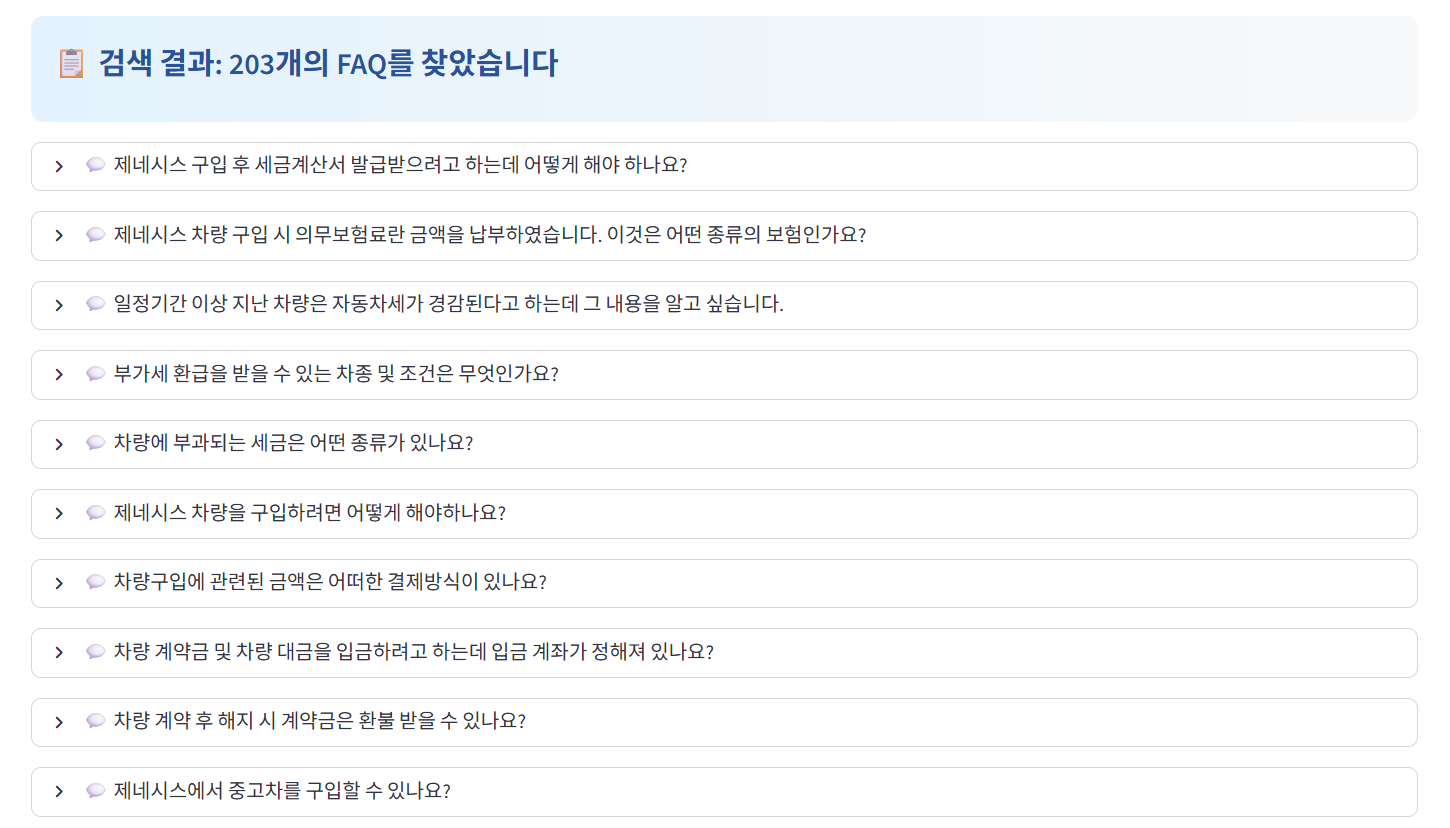 검색 결과: 203개의 FAQ를 찾았습니다
제네시스 구입 후 세금계산서 발급받으려고 하는데 어떻게 해야 하나요?
제네시스 차량 구입 시 의무보험료란 금액을 납부하였습니다. 이것은 어떤 종류의 보험인가요?
일정기간 이상 지난 차량은 자동차세가 경감된다고 하는데 그 내용을 알고 싶습니다.
부가세 환급을 받을 수 있는 차종 및 조건은 무엇인가요?
차량에 부과되는 세금은 어떤 종류가 있나요?
제네시스 차량을 구입하려면 어떻게 해야하나요?
차량구입에 관련된 금액은 어떠한 결제방식이 있나요?
차량 계약금 및 차량 대금을 입금하려고 하는데 입금 계좌가 정해져 있나요?
차량 계약 후 해지 시 계약금은 환불 받을 수 있나요?
제네시스에서 중고차를 구입할 수 있나요?